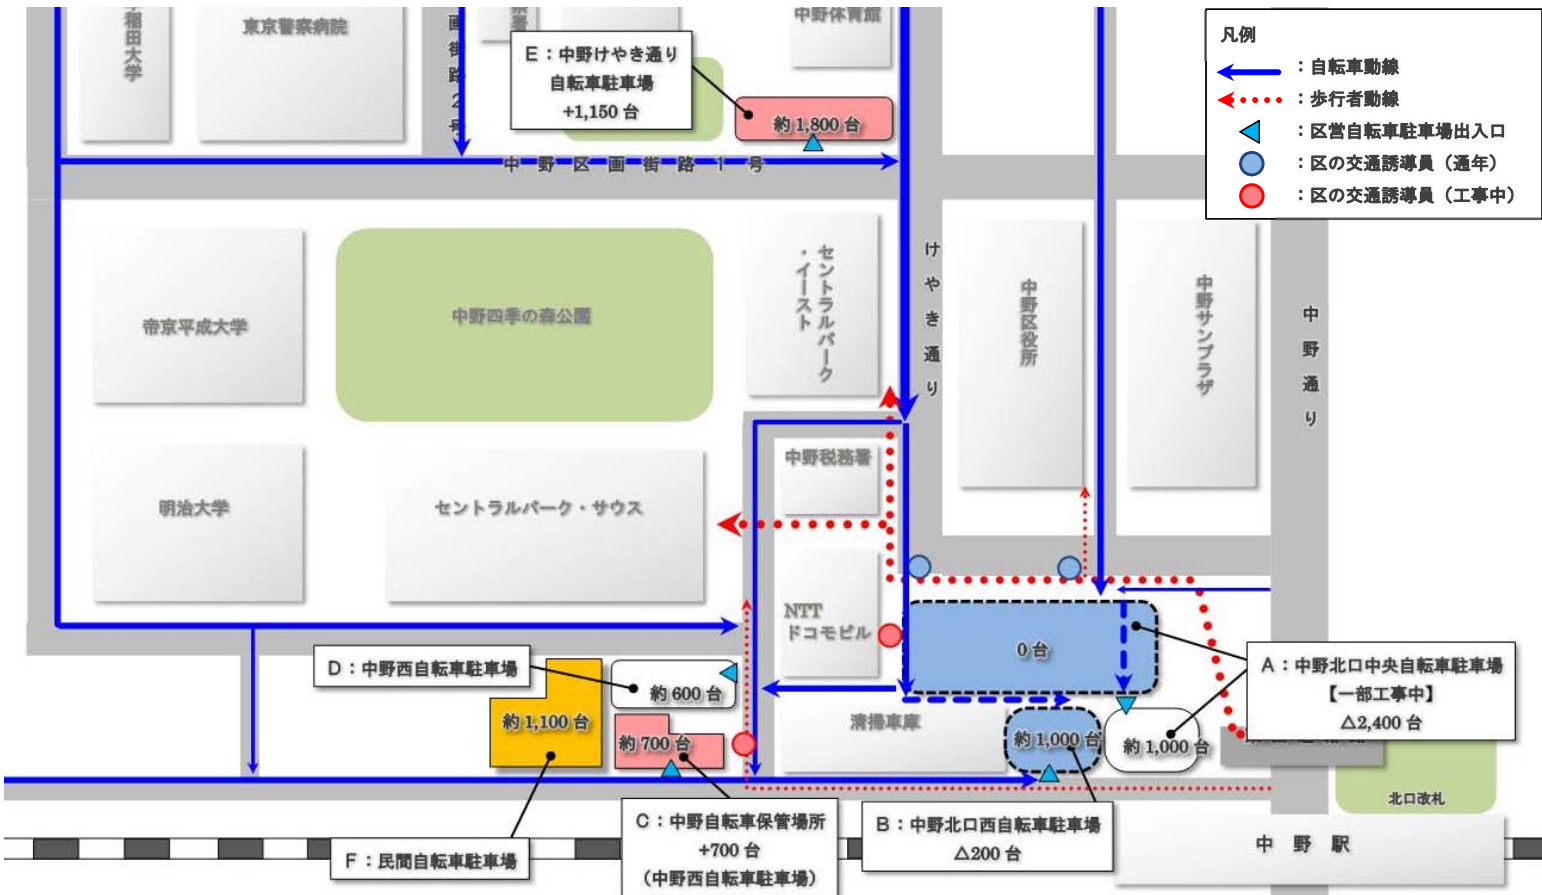 稲田大学
東京警察病院
画街路2号
中野体育館
E：中野けやき通り
自転車駐車場
+1,150 台
約 1,800 台
凡例
：自転車動線
：歩行者動線
：区営自転車駐車場出入口
：区の交通誘導員（通年）
：区の交通誘導員（工事中）
中野区画街路1号
帝京平成大学
中野四季の森公園
セントラルパーク
・イースト
けやき通り
中野区役所
中野サンプラザ
中野通り
明治大学
セントラルパーク・サウス
中野税務署
NTT
ドコモビル
0 台
A：中野北口中央自転車駐車場
【一部工事中】
△2,400 台
D：中野西自転車駐車場
約 600 台
約 1,100 台
約 700 台
清掃車庫
約 1,000 台
約 1,000 台
北口改札
C：中野自転車保管場所
+700 台
（中野西自転車駐車場）
B：中野北口西自転車駐車場
△200 台
F：民間自転車駐車場
中野駅